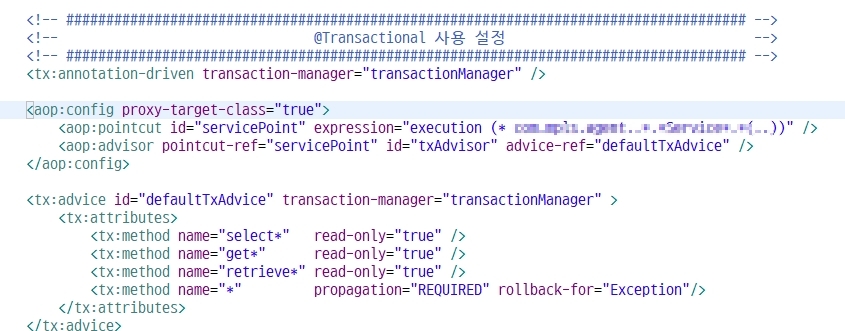 <!-- ##################################################################################### -->
<!--                               @Transactional 사용 설정                               -->
<!-- ##################################################################################### -->
<tx:annotation-driven transaction-manager="transactionManager" />
<aop:config proxy-target-class="true">
    <aop:pointcut id="servicePoint" expression="execution (* ))" />
    <aop:advisor pointcut-ref="servicePoint" id="txAdvisor" advice-ref="defaultTxAdvice" />
</aop:config>
<tx:advice id="defaultTxAdvice" transaction-manager="transactionManager" >
    <tx:attributes>
        <tx:method name="select*"   read-only="true" />
        <tx:method name="get*"      read-only="true" />
        <tx:method name="retrieve*" read-only="true" />
        <tx:method name="*"         propagation="REQUIRED" rollback-for="Exception"/>
    </tx:attributes>
</tx:advice>